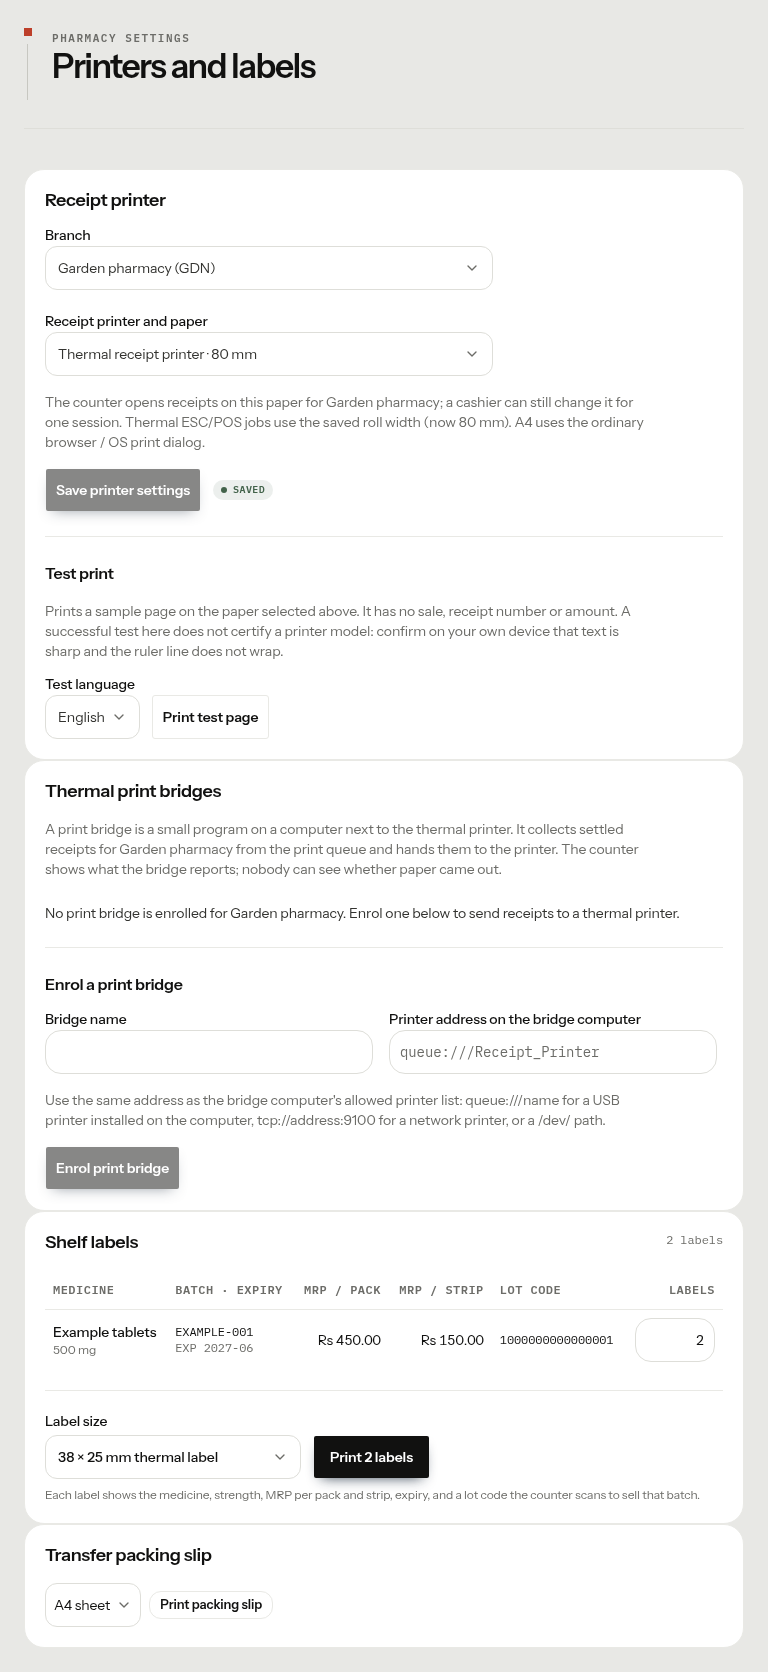 PHARMACY SETTINGS
Printers and labels
Receipt printer
Branch
Garden pharmacy (GDN)
Receipt printer and paper
Thermal receipt printer · 80 mm
The counter opens receipts on this paper for Garden pharmacy; a cashier can still change it for
one session. Thermal ESC/POS jobs use the saved roll width (now 80 mm). A4 uses the ordinary
browser / OS print dialog.
Save printer settings
SAVED
Test print
Prints a sample page on the paper selected above. It has no sale, receipt number or amount. A
successful test here does not certify a printer model: confirm on your own device that text is
sharp and the ruler line does not wrap.
Test language
English
Print test page
Thermal print bridges
A print bridge is a small program on a computer next to the thermal printer. It collects settled
receipts for Garden pharmacy from the print queue and hands them to the printer. The counter
shows what the bridge reports; nobody can see whether paper came out.
No print bridge is enrolled for Garden pharmacy. Enrol one below to send receipts to a thermal printer.
Enrol a print bridge
Bridge name
Printer address on the bridge computer
queue:///Receipt_Printer
Use the same address as the bridge computer's allowed printer list: queue:///name for a USB
printer installed on the computer, tcp://address:9100 for a network printer, or a /dev/ path.
Enrol print bridge
Shelf labels
2 labels
MEDICINE BATCH · EXPIRY MRP / PACK MRP / STRIP LOT CODE LABELS
Example tablets EXAMPLE-001 Rs 450.00 Rs 150.00 1000000000000001 2
500 mg EXP 2027-06
Label size
38 × 25 mm thermal label
Print 2 labels
Each label shows the medicine, strength, MRP per pack and strip, expiry, and a lot code the counter scans to sell that batch.
Transfer packing slip
A4 sheet
Print packing slip